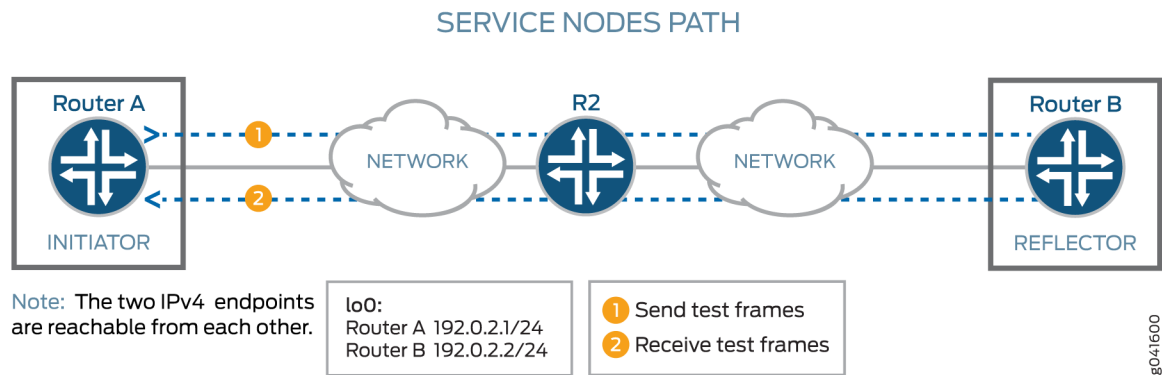 SERVICE NODES PATH
Router A
R2
Router B
1
NETWORK
NETWORK
2
INITIATOR
REFLECTOR
Note: The two IPv4 endpoints
are reachable from each other.
lo0:
Router A 192.0.2.1/24
Router B 192.0.2.2/24
1 Send test frames
2 Receive test frames
g041600